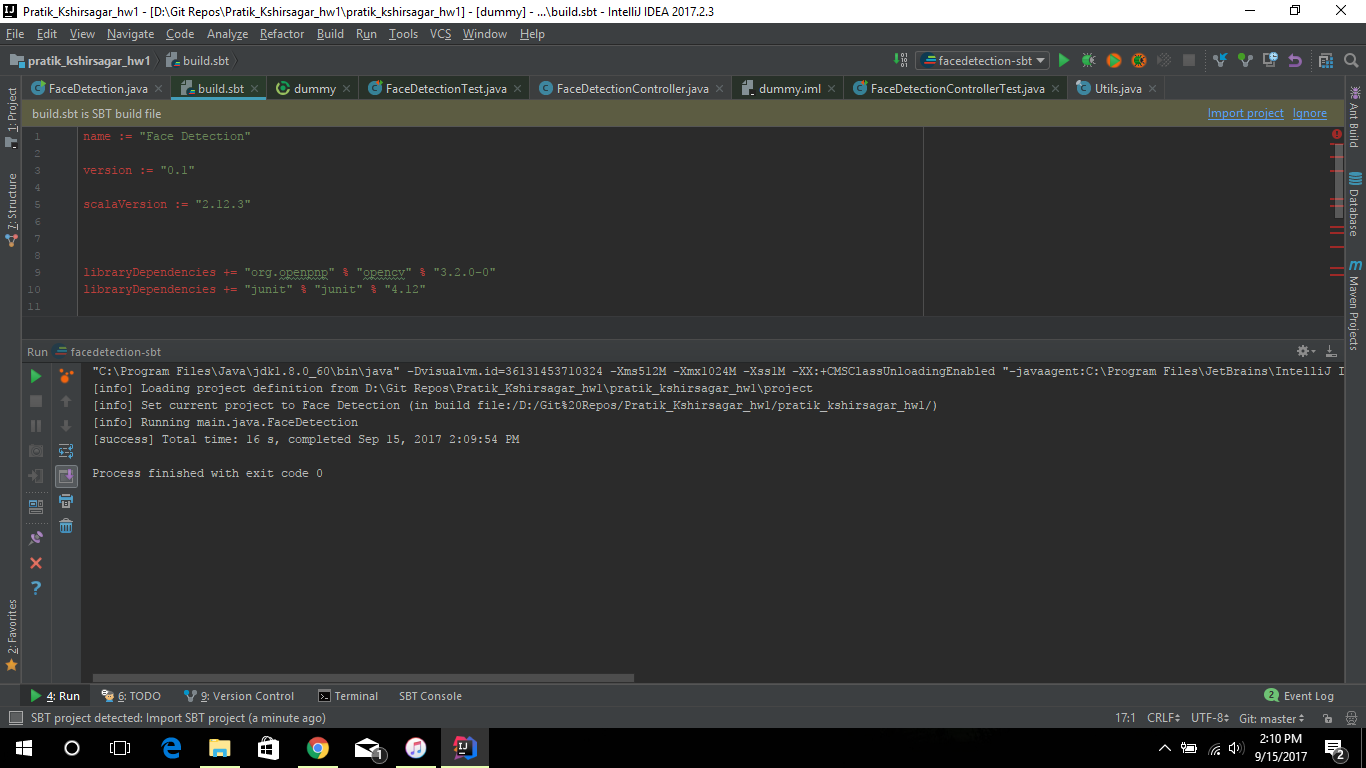 Pratik_Kshirsagar_hw1 - [D:\Git Repos\Pratik_Kshirsagar_hw1\pratik_kshirsagar_hw1] - [dummy] - ...\build.sbt - IntelliJ IDEA 2017.2.3
File Edit View Navigate Code Analyze Refactor Build Run Tools VCS Window Help
pratik_kshirsagar_hw1 build.sbt facedetection-sbt
FaceDetection.java build.sbt dummy FaceDetectionTest.java FaceDetectionController.java dummy.iml FaceDetectionControllerTest.java Utils.java
build.sbt is SBT build file Import project Ignore
1 name := "Face Detection"
2
3 version := "0.1"
4
5 scalaVersion := "2.12.3"
6
7
8
9 libraryDependencies += "org.openpnp" % "opencv" % "3.2.0-0"
10 libraryDependencies += "junit" % "junit" % "4.12"
11
1: Project
7: Structure
2: Favorites
Ant Build
Database
Maven Projects
Run facedetection-sbt
"C:\Program Files\Java\jdk1.8.0_60\bin\java" -Dvisualvm.id=36131453710324 -Xms512M -Xmx1024M -Xss1M -XX:+CMSClassUnloadingEnabled "-javaagent:C:\Program Files\JetBrains\IntelliJ I
[info] Loading project definition from D:\Git Repos\Pratik_Kshirsagar_hw1\pratik_kshirsagar_hw1\project
[info] Set current project to Face Detection (in build file:/D:/Git%20Repos/Pratik_Kshirsagar_hw1/pratik_kshirsagar_hw1/)
[info] Running main.java.FaceDetection
[success] Total time: 16 s, completed Sep 15, 2017 2:09:54 PM
Process finished with exit code 0
4: Run 6: TODO 9: Version Control Terminal SBT Console 2 Event Log
SBT project detected: Import SBT project (a minute ago) 17:1 CRLF UTF-8 Git: master
2:10 PM
9/15/2017
1
2